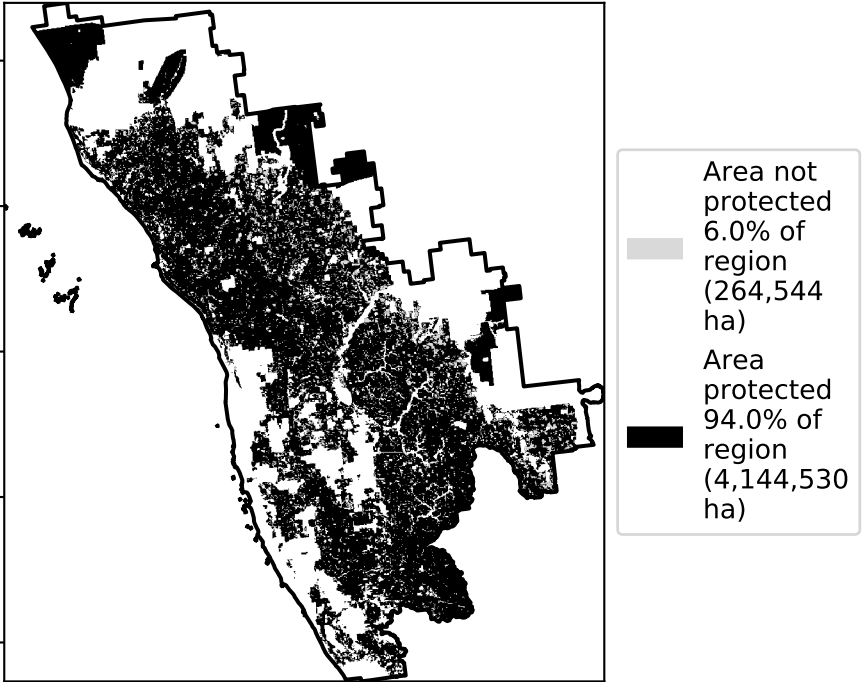 Area not
protected
6.0% of
region
(264,544
ha)
Area
protected
94.0% of
region
(4,144,530
ha)